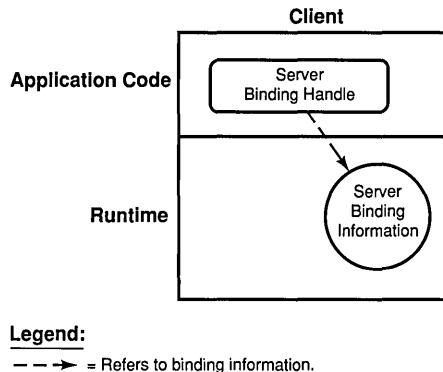 Client
Application Code
Server
Binding Handle
Runtime
Server
Binding
Information
Legend:
= Refers to binding information.